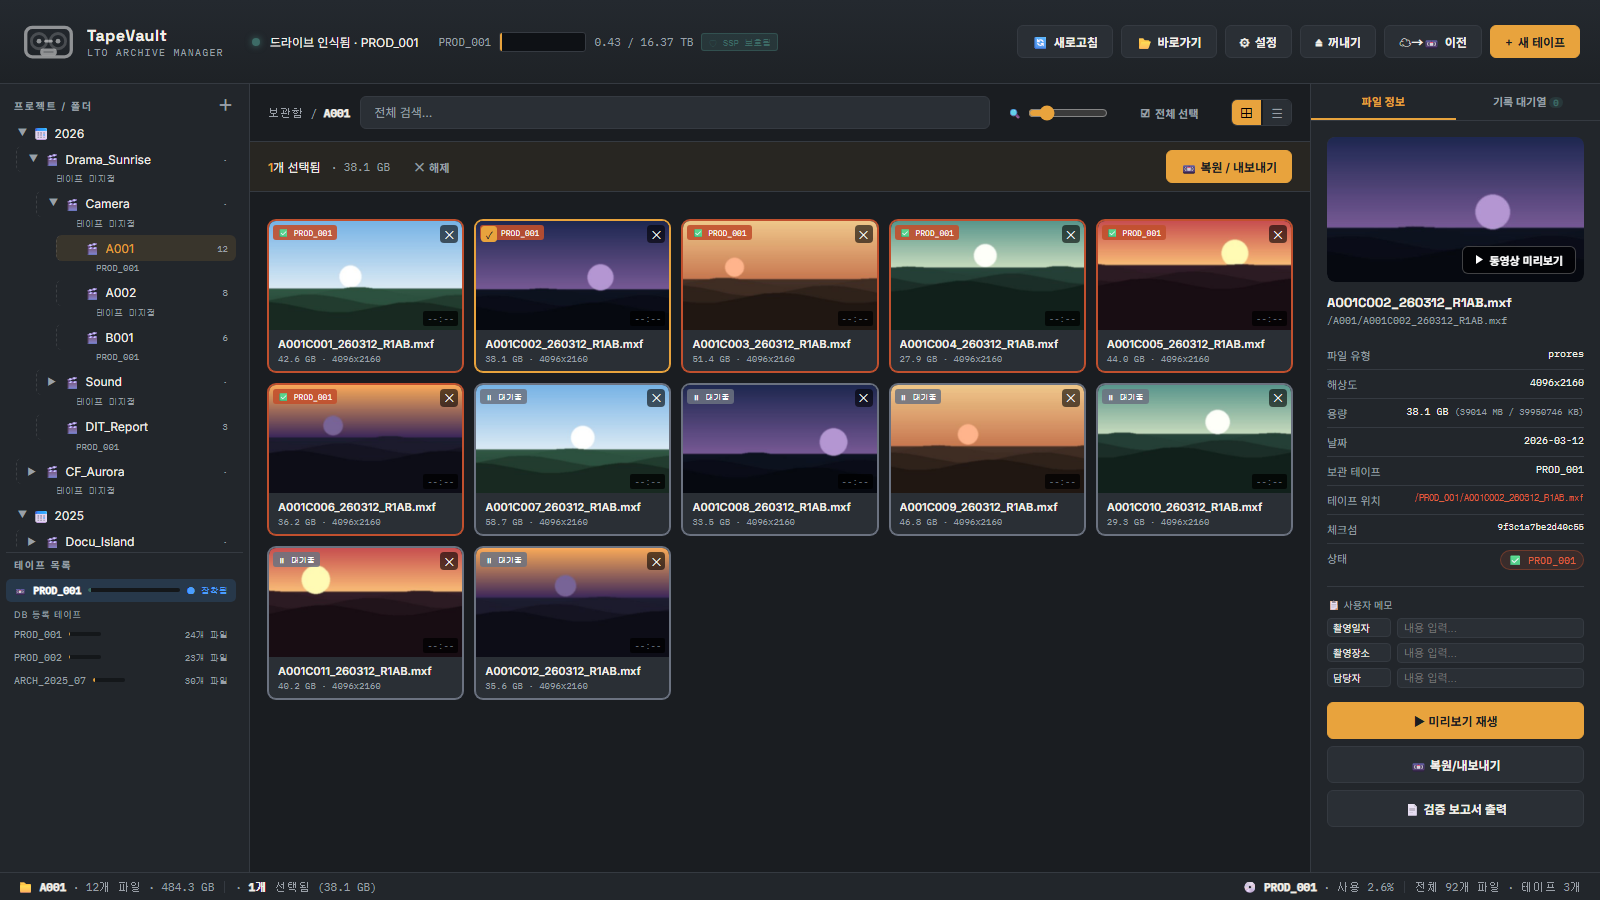 TapeVault
LTO ARCHIVE MANAGER
드라이브 인식됨 · PROD_001
PROD_001
0.43 / 16.37 TB
SSP 보호됨
새로고침
바로가기
설정
꺼내기
이전
+ 새 테이프
프로젝트 / 폴더
2026
Drama_Sunrise
테이프 미지정
Camera
테이프 미지정
A001
12
PROD_001
A002
8
테이프 미지정
B001
6
PROD_001
Sound
테이프 미지정
DIT_Report
3
PROD_001
CF_Aurora
테이프 미지정
2025
Docu_Island
테이프 목록
PROD_001
장착됨
DB 등록 테이프
PROD_001
24개 파일
PROD_002
23개 파일
ARCH_2025_07
30개 파일
보관함 / A001
전체 검색...
전체 선택
1개 선택됨 · 38.1 GB
해제
복원 / 내보내기
PROD_001
--:--
A001C001_260312_R1AB.mxf
42.6 GB · 4096x2160
PROD_001
--:--
A001C002_260312_R1AB.mxf
38.1 GB · 4096x2160
PROD_001
--:--
A001C003_260312_R1AB.mxf
51.4 GB · 4096x2160
PROD_001
--:--
A001C004_260312_R1AB.mxf
27.9 GB · 4096x2160
PROD_001
--:--
A001C005_260312_R1AB.mxf
44.0 GB · 4096x2160
PROD_001
--:--
A001C006_260312_R1AB.mxf
36.2 GB · 4096x2160
대기중
--:--
A001C007_260312_R1AB.mxf
58.7 GB · 4096x2160
대기중
--:--
A001C008_260312_R1AB.mxf
33.5 GB · 4096x2160
대기중
--:--
A001C009_260312_R1AB.mxf
46.8 GB · 4096x2160
대기중
--:--
A001C010_260312_R1AB.mxf
29.3 GB · 4096x2160
대기중
--:--
A001C011_260312_R1AB.mxf
40.2 GB · 4096x2160
대기중
--:--
A001C012_260312_R1AB.mxf
35.6 GB · 4096x2160
파일 정보
기록 대기열 0
동영상 미리보기
A001C002_260312_R1AB.mxf
/A001/A001C002_260312_R1AB.mxf
파일 유형
prores
해상도
4096x2160
용량
38.1 GB (39014 MB / 39950746 KB)
날짜
2026-03-12
보관 테이프
PROD_001
테이프 위치
/PROD_001/A001C002_260312_R1AB.mxf
체크섬
9f3c1a7be2d40c55
상태
PROD_001
사용자 메모
촬영일자
내용 입력...
촬영장소
내용 입력...
담당자
내용 입력...
미리보기 재생
복원/내보내기
검증 보고서 출력
A001 · 12개 파일 · 484.3 GB
· 1개 선택됨 (38.1 GB)
PROD_001 · 사용 2.6%
전체 92개 파일 · 테이프 3개